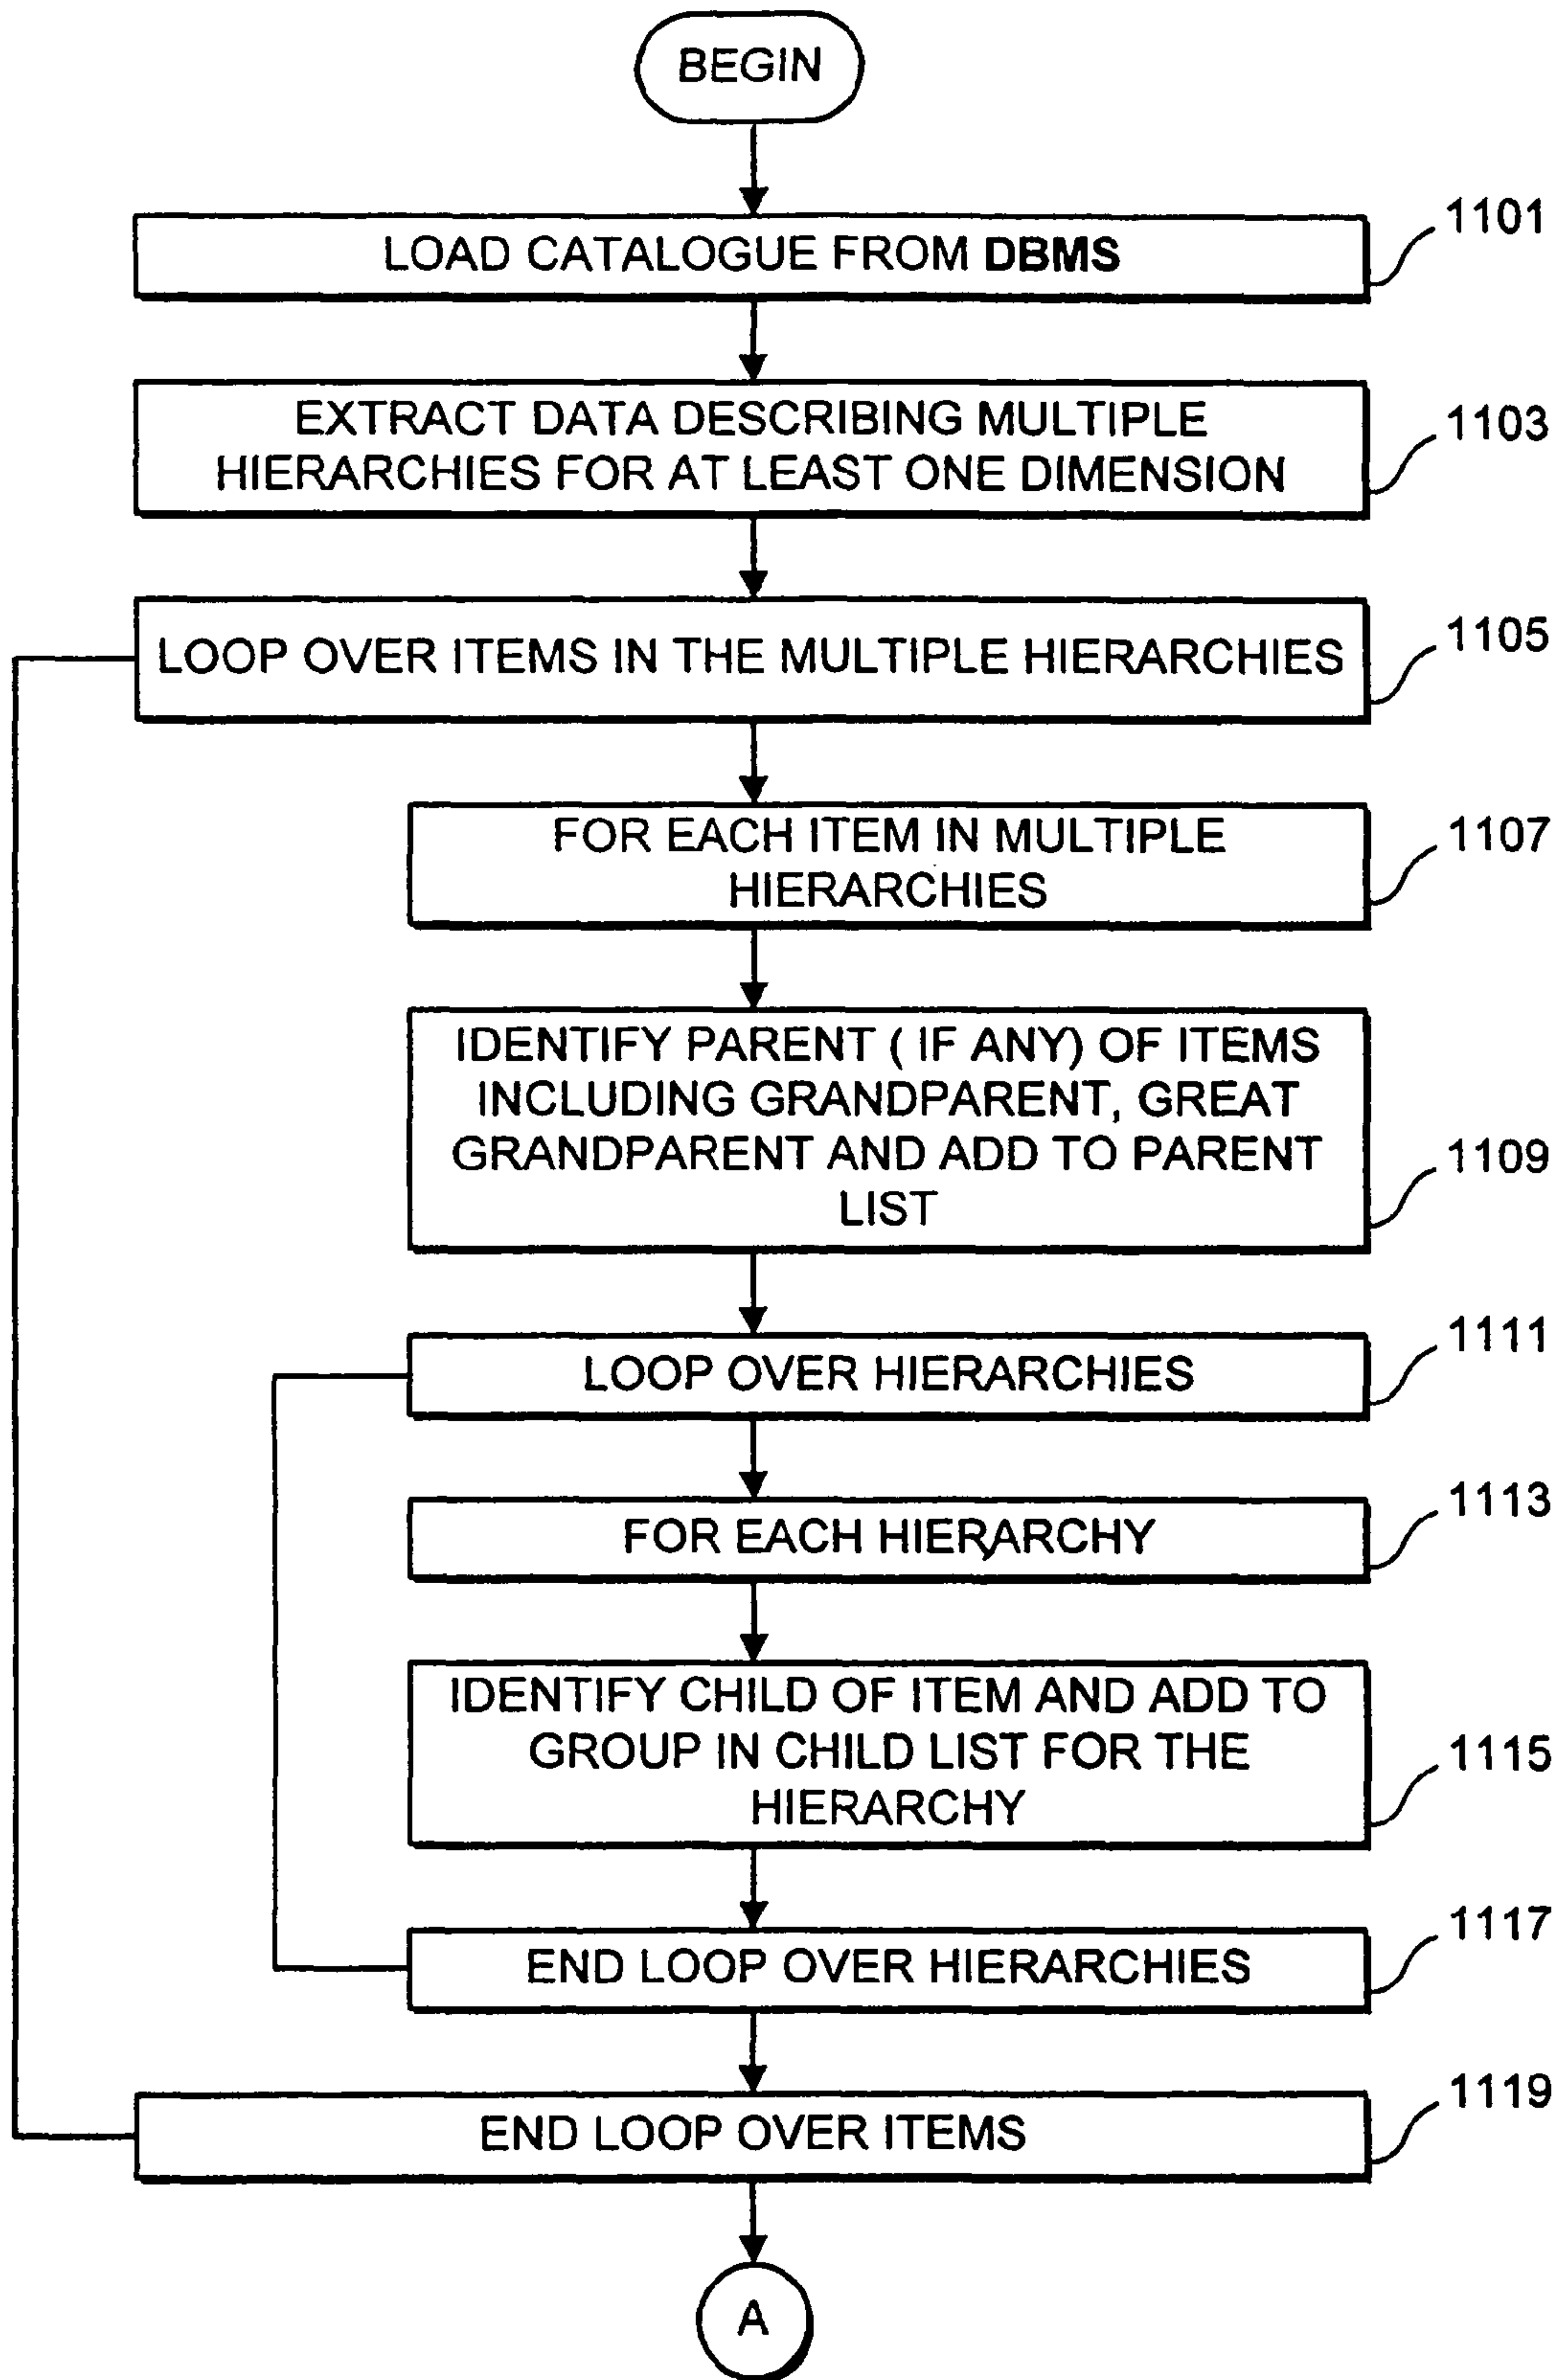 BEGIN
LOAD CATALOGUE FROM DBMS
1101
EXTRACT DATA DESCRIBING MULTIPLE
HIERARCHIES FOR AT LEAST ONE DIMENSION
1103
LOOP OVER ITEMS IN THE MULTIPLE HIERARCHIES
1105
FOR EACH ITEM IN MULTIPLE
HIERARCHIES
1107
IDENTIFY PARENT ( IF ANY) OF ITEMS
INCLUDING GRANDPARENT, GREAT
GRANDPARENT AND ADD TO PARENT
LIST
1109
LOOP OVER HIERARCHIES
1111
FOR EACH HIERARCHY
1113
IDENTIFY CHILD OF ITEM AND ADD TO
GROUP IN CHILD LIST FOR THE
HIERARCHY
1115
END LOOP OVER HIERARCHIES
1117
END LOOP OVER ITEMS
1119
A